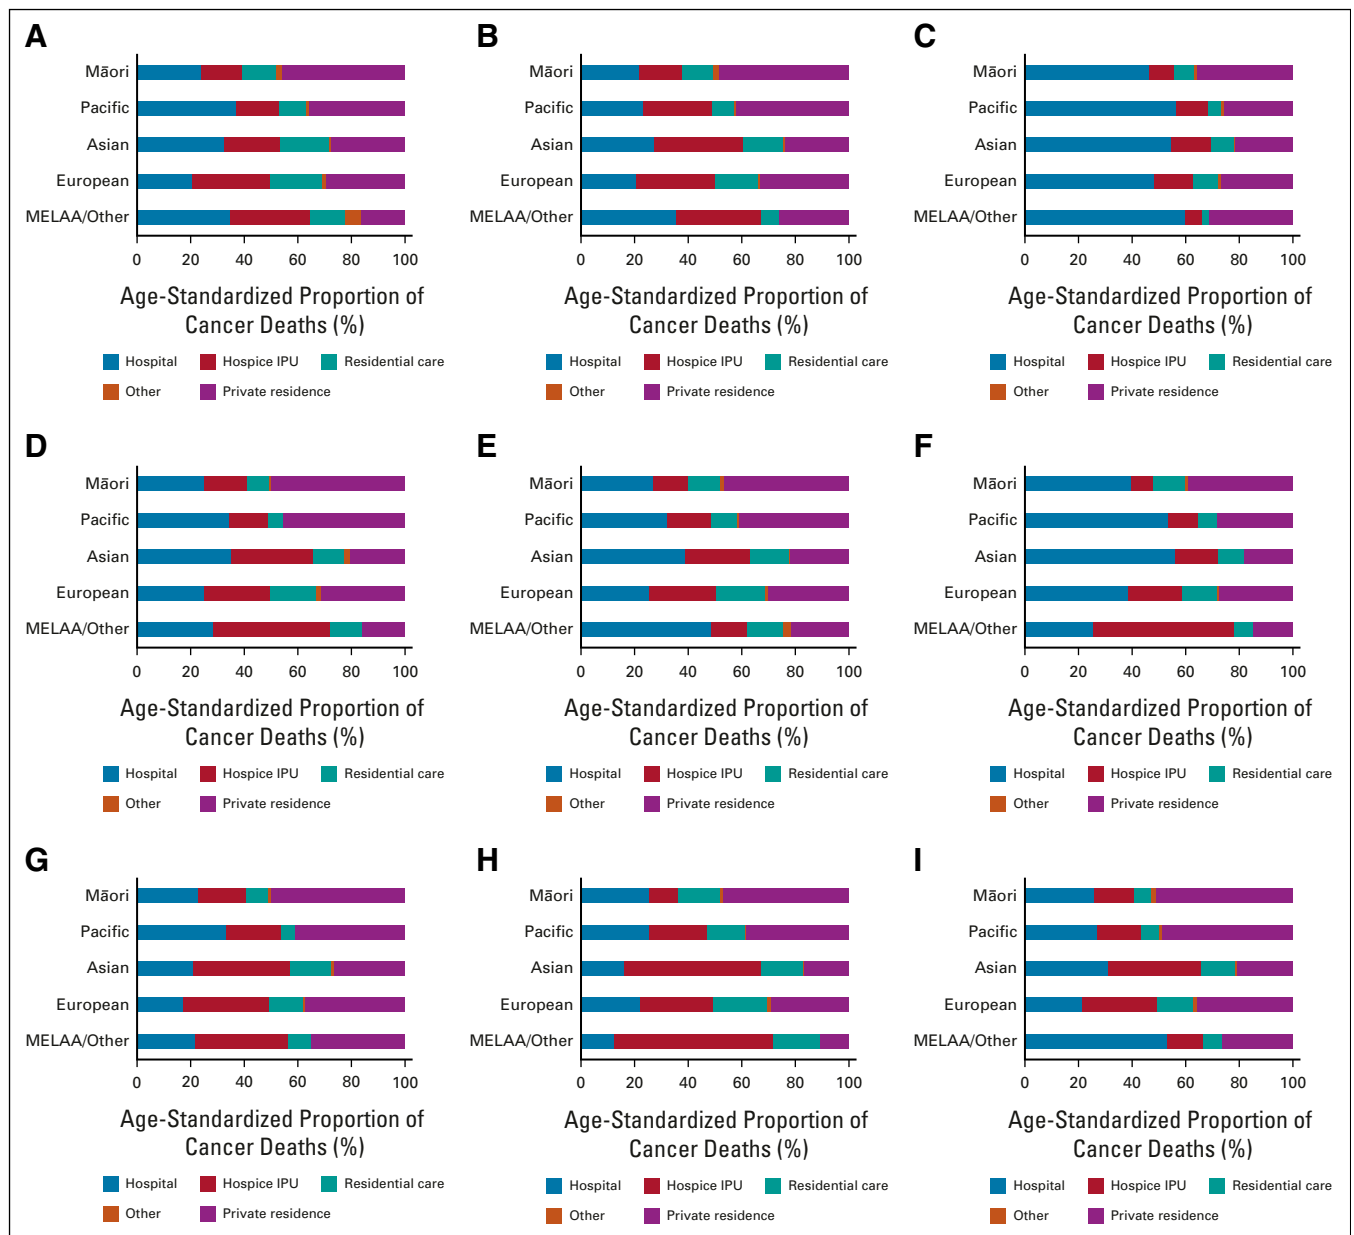 A
Māori
Pacific
Asian
European
MELAA/Other
0 20 40 60 80 100
Age-Standardized Proportion of
Cancer Deaths (%)
Hospital Hospice IPU Residential care
Other Private residence
B
Māori
Pacific
Asian
European
MELAA/Other
0 20 40 60 80 100
Age-Standardized Proportion of
Cancer Deaths (%)
Hospital Hospice IPU Residential care
Other Private residence
C
Māori
Pacific
Asian
European
MELAA/Other
0 20 40 60 80 100
Age-Standardized Proportion of
Cancer Deaths (%)
Hospital Hospice IPU Residential care
Other Private residence
D
Māori
Pacific
Asian
European
MELAA/Other
0 20 40 60 80 100
Age-Standardized Proportion of
Cancer Deaths (%)
Hospital Hospice IPU Residential care
Other Private residence
E
Māori
Pacific
Asian
European
MELAA/Other
0 20 40 60 80 100
Age-Standardized Proportion of
Cancer Deaths (%)
Hospital Hospice IPU Residential care
Other Private residence
F
Māori
Pacific
Asian
European
MELAA/Other
0 20 40 60 80 100
Age-Standardized Proportion of
Cancer Deaths (%)
Hospital Hospice IPU Residential care
Other Private residence
G
Māori
Pacific
Asian
European
MELAA/Other
0 20 40 60 80 100
Age-Standardized Proportion of
Cancer Deaths (%)
Hospital Hospice IPU Residential care
Other Private residence
H
Māori
Pacific
Asian
European
MELAA/Other
0 20 40 60 80 100
Age-Standardized Proportion of
Cancer Deaths (%)
Hospital Hospice IPU Residential care
Other Private residence
I
Māori
Pacific
Asian
European
MELAA/Other
0 20 40 60 80 100
Age-Standardized Proportion of
Cancer Deaths (%)
Hospital Hospice IPU Residential care
Other Private residence